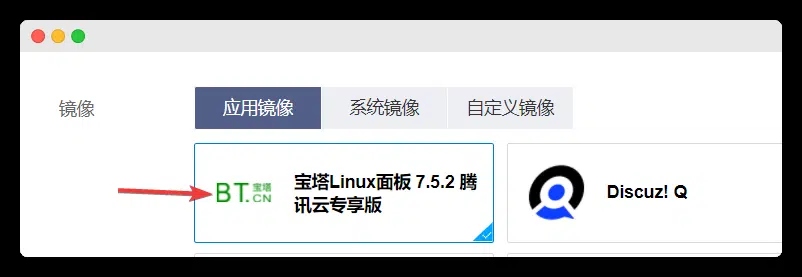 镜像
应用镜像
系统镜像
自定义镜像
BT.宝塔
.CN
宝塔Linux面板 7.5.2 腾
讯云专享版
Discuz! Q